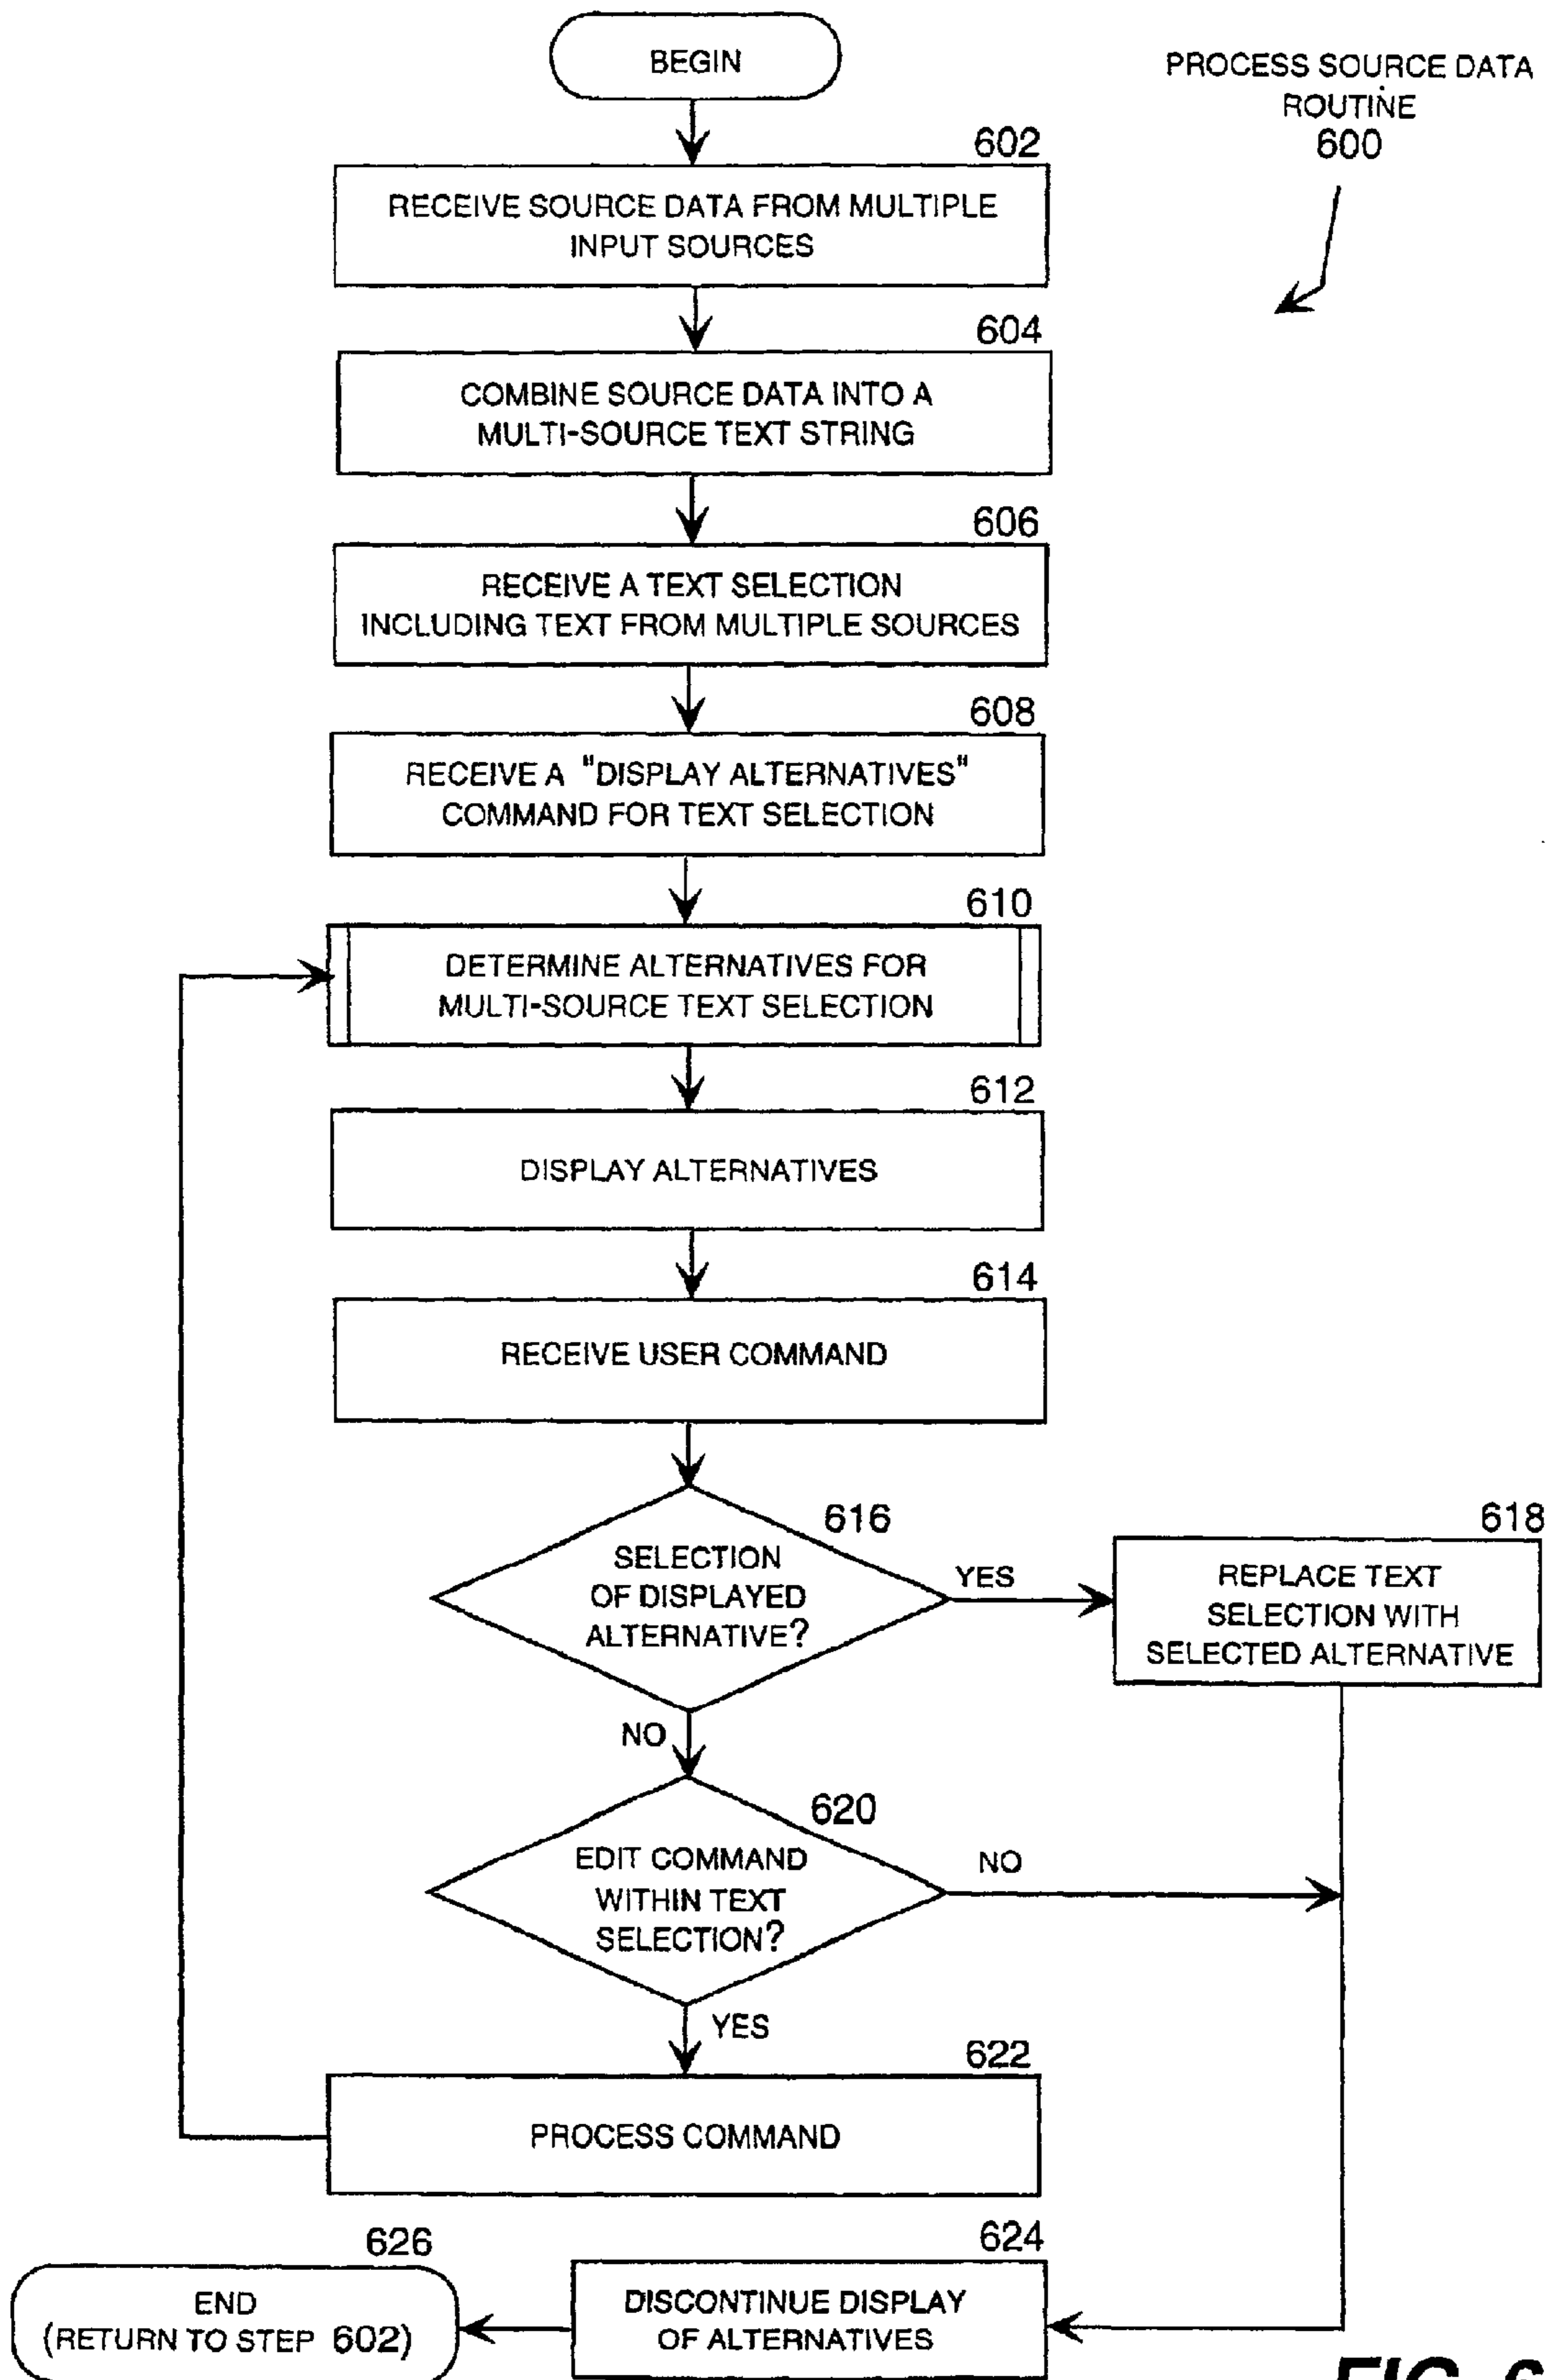 BEGIN
PROCESS SOURCE DATA
ROUTINE
600
602
RECEIVE SOURCE DATA FROM MULTIPLE
INPUT SOURCES
604
COMBINE SOURCE DATA INTO A
MULTI-SOURCE TEXT STRING
606
RECEIVE A TEXT SELECTION
INCLUDING TEXT FROM MULTIPLE SOURCES
608
RECEIVE A "DISPLAY ALTERNATIVES"
COMMAND FOR TEXT SELECTION
610
DETERMINE ALTERNATIVES FOR
MULTI-SOURCE TEXT SELECTION
612
DISPLAY ALTERNATIVES
614
RECEIVE USER COMMAND
616
SELECTION
OF DISPLAYED
ALTERNATIVE?
YES
618
REPLACE TEXT
SELECTION WITH
SELECTED ALTERNATIVE
NO
620
EDIT COMMAND
WITHIN TEXT
SELECTION?
NO
YES
622
PROCESS COMMAND
624
DISCONTINUE DISPLAY
OF ALTERNATIVES
626
END
(RETURN TO STEP 602)
FIG. 6